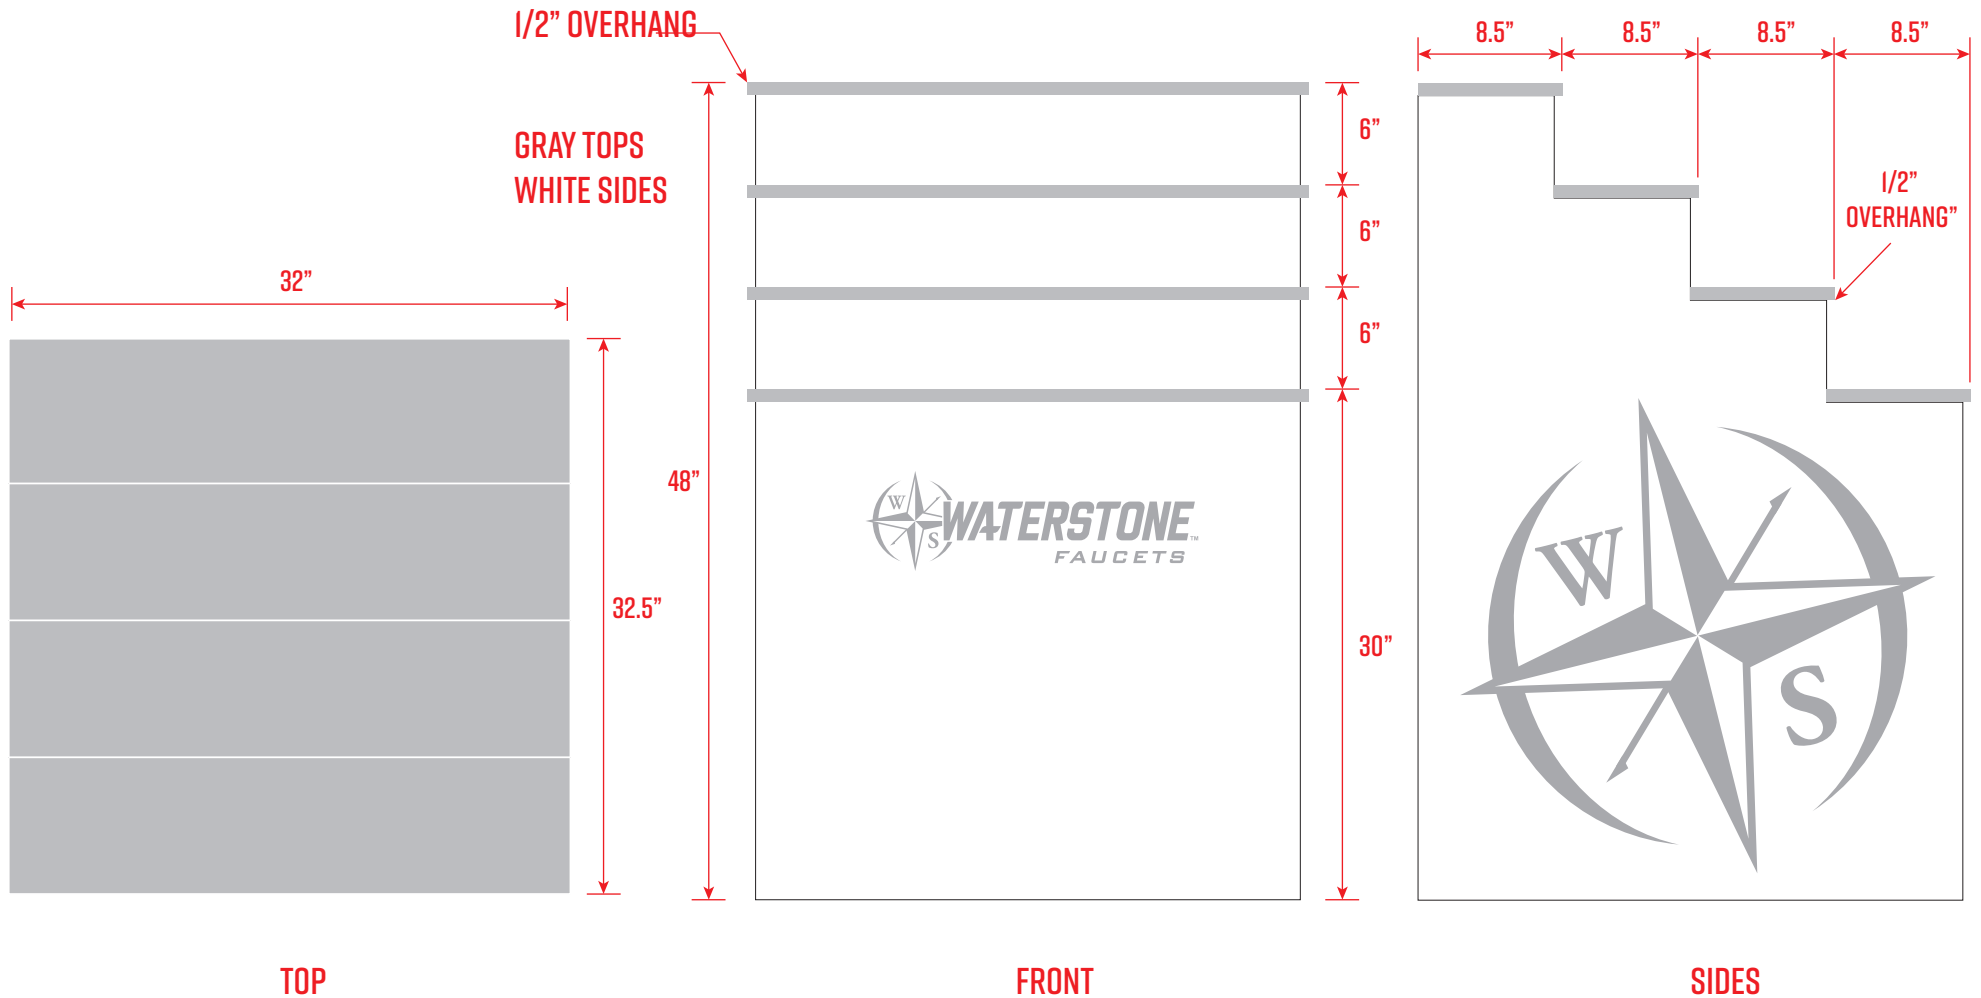 1/2” OVERHANG
GRAY TOPS
WHITE SIDES
32”
32.5”
TOP
48”
6”
6”
6”
30”
W
S
WATERSTONE™
FAUCETS
FRONT
8.5”
8.5”
8.5”
8.5”
1/2”
OVERHANG”
W
S
SIDES